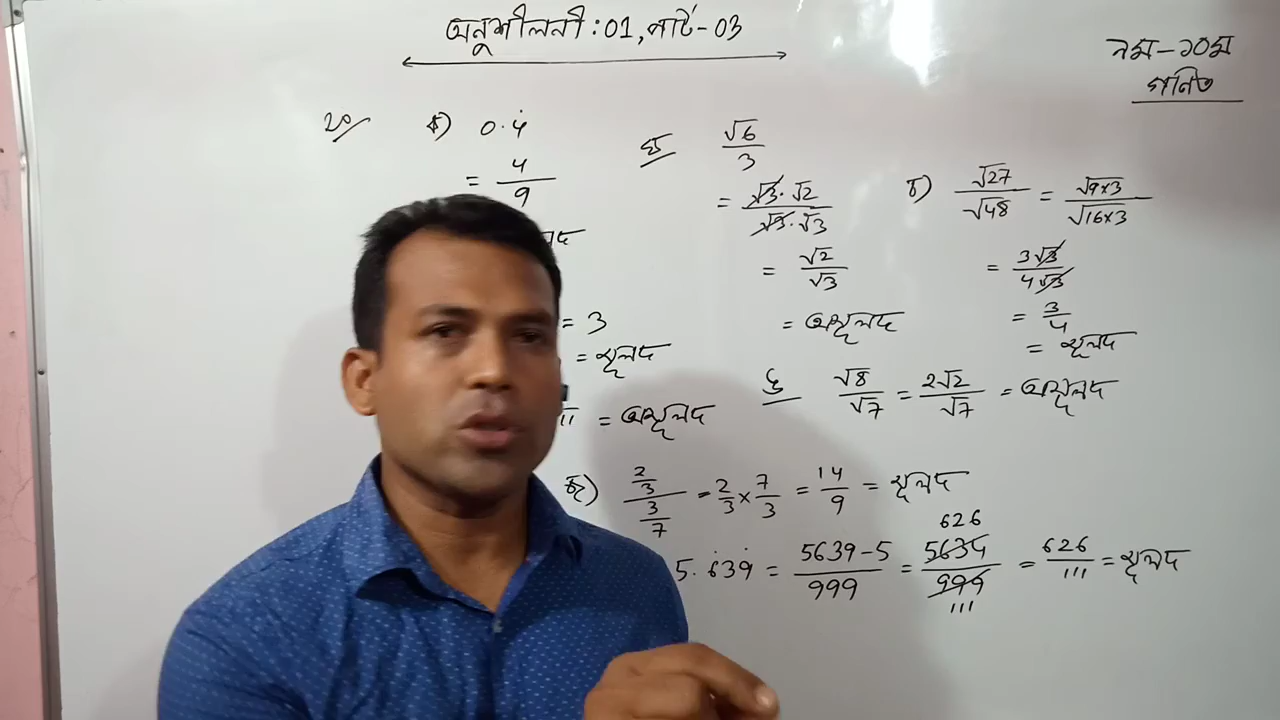 অনুশীলনী : 01, পার্ট - 03
নবম - ১০ম
গণিত
২০
ক) 0.4̇
= 4/9
= 3
= মূলদ
11 = অমূলদ
ঘ √6/3
= √3·√2/√3·√3
= √2/√3
= অমূলদ
চ) √27/√48 = √9×3/√16×3
= 3√3/4√3
= 3/4
= মূলদ
ঙ √8/√7 = 2√2/√7 = অমূলদ
জ) 2/3 / 3/7 = 2/3 × 7/3 = 14/9 = মূলদ
5.6̇39̇ = 5639 - 5/999 = 626 5634/999 111 = 626/111 = মূলদ